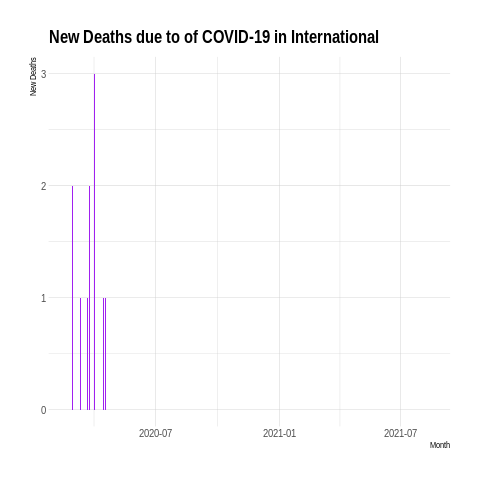 New Deaths due to of COVID-19 in International
New Deaths
3
2
1
0
2020-07
2021-01
2021-07
Month